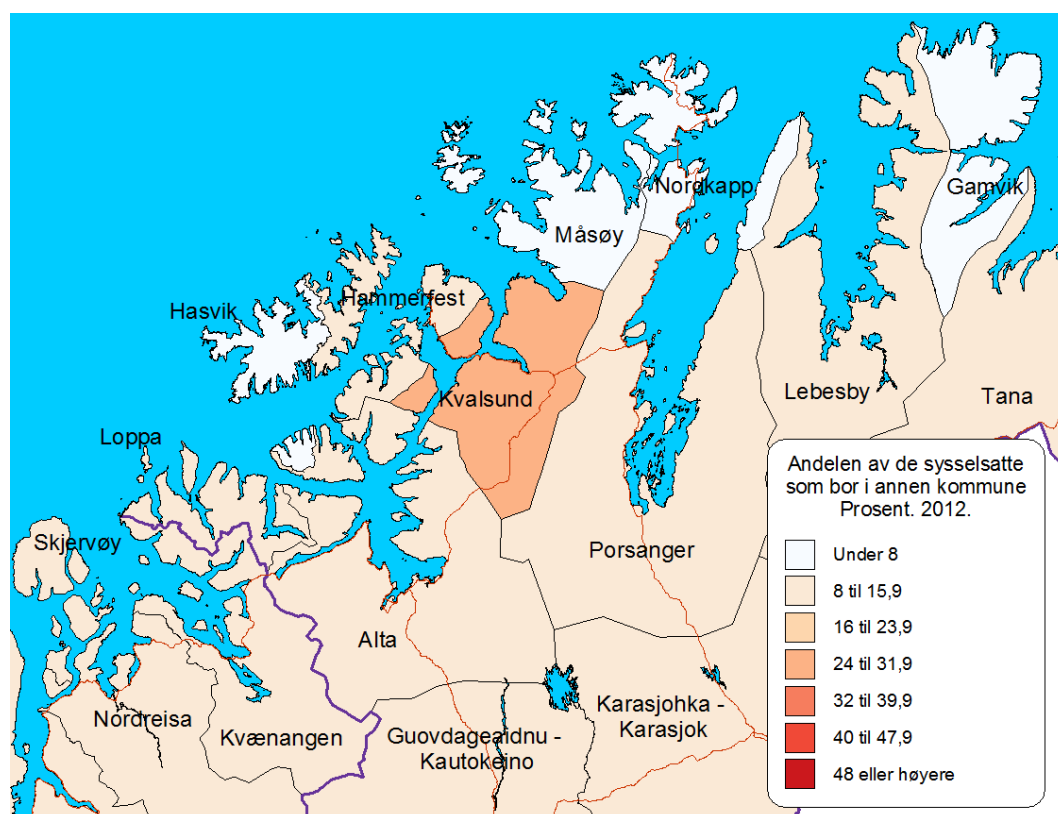 Nordkapp
Gamvik
Måsøy
Hammerfest
Hasvik
Kvalsund
Lebesby
Tana
Loppa
Andelen av de sysselsatte
som bor i annen kommune
Prosent. 2012.
Under 8
8 til 15,9
16 til 23,9
24 til 31,9
32 til 39,9
40 til 47,9
48 eller høyere
Skjervøy
Porsanger
Alta
Nordreisa
Kvænangen
Guovdageaidnu -
Kautokeino
Karasjohka -
Karasjok